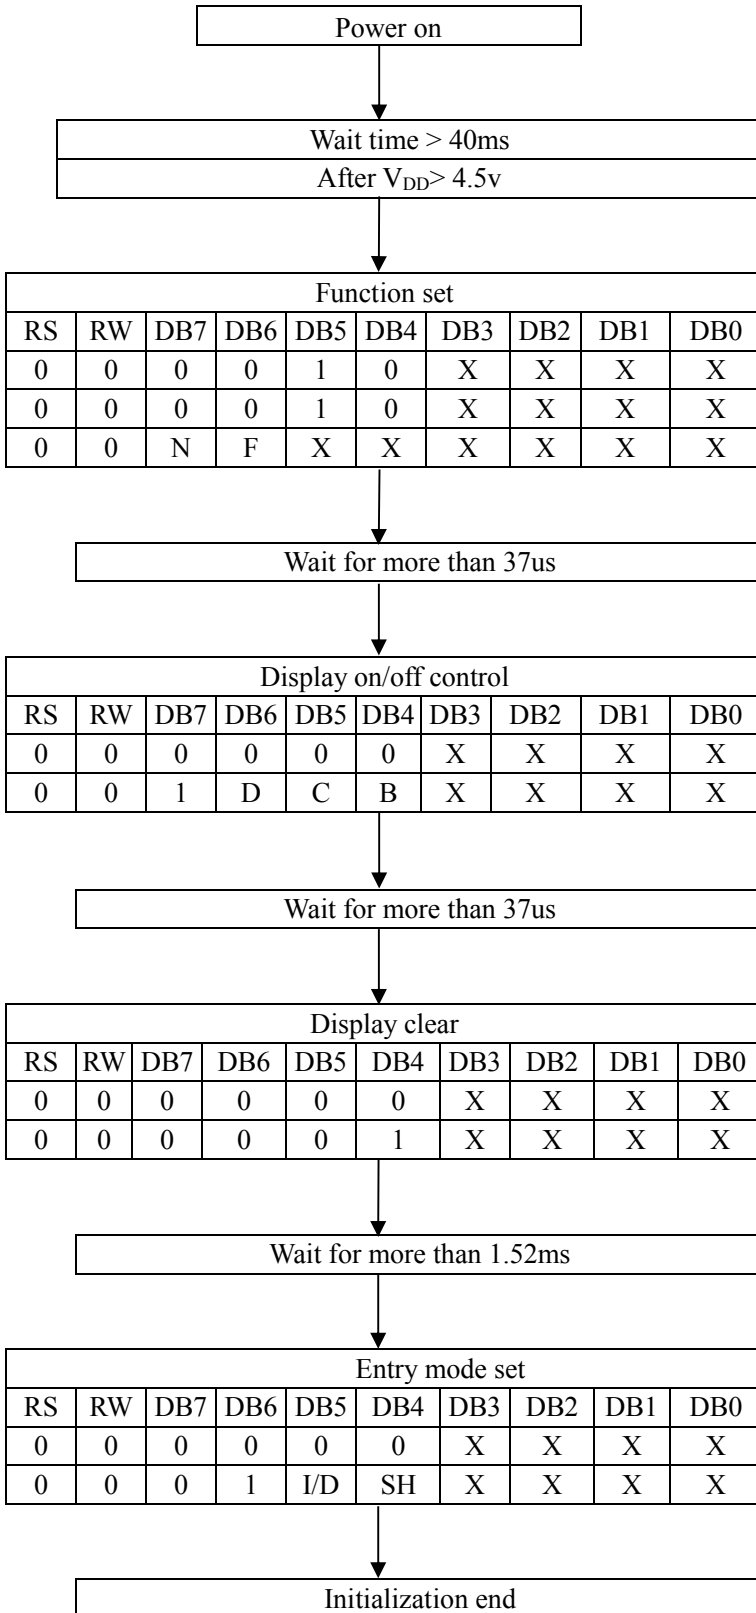 Power on
Wait time > 40ms
After VDD> 4.5v
Function set
RS RW DB7 DB6 DB5 DB4 DB3 DB2 DB1 DB0
0 0 0 0 1 0 X X X X
0 0 0 0 1 0 X X X X
0 0 N F X X X X X X
Wait for more than 37us
Display on/off control
RS RW DB7 DB6 DB5 DB4 DB3 DB2 DB1 DB0
0 0 0 0 0 0 X X X X
0 0 1 D C B X X X X
Wait for more than 37us
Display clear
RS RW DB7 DB6 DB5 DB4 DB3 DB2 DB1 DB0
0 0 0 0 0 0 X X X X
0 0 0 0 0 1 X X X X
Wait for more than 1.52ms
Entry mode set
RS RW DB7 DB6 DB5 DB4 DB3 DB2 DB1 DB0
0 0 0 0 0 0 X X X X
0 0 0 1 I/D SH X X X X
Initialization end